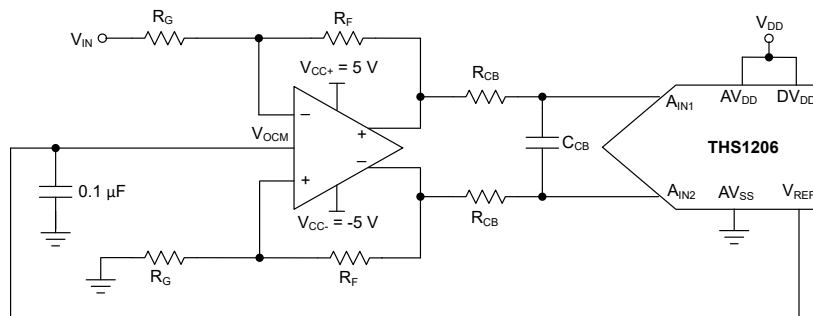 R_G
R_F
V_IN
V_CC+ = 5 V
R_CB
V_DD
A_IN1
AV_DD
DV_DD
−
V_OCM
+
−
C_CB
THS1206
+
0.1 µF
A_IN2
AV_SS
V_REF
V_CC- = -5 V
R_CB
R_G
R_F